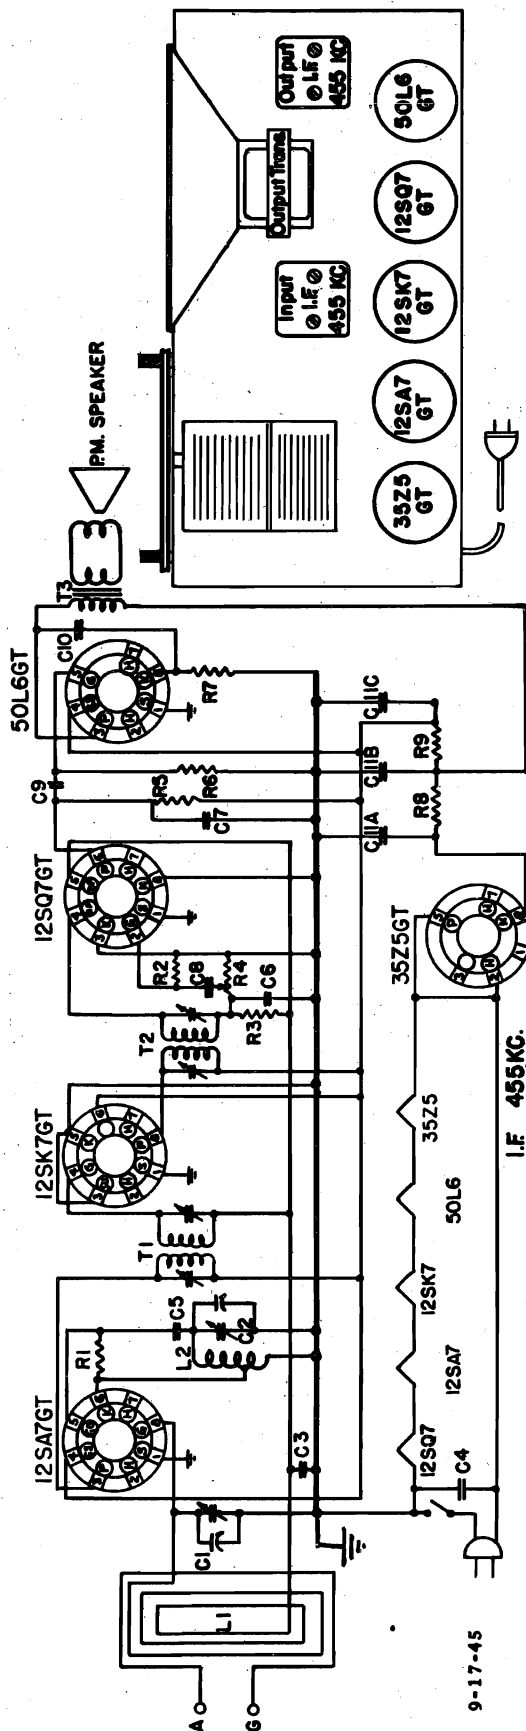 A
G
L1
C1
12SA7GT
R1
C5
L2
C2
C3
T1
12SK7GT
T2
R2
C8
R4
R3
C6
12SQ7GT
C9
R5
R6
C7
50L6GT
R7
C10
T3
P.M. SPEAKER
C11A
C11B
C11C
R8
R9
35Z5GT
12SQ7
12SA7
12SK7
50L6
35Z5
C4
I.F. 455KC.
9-17-45
Input
I.F.
455 KC
Output Trans.
Output
I.F.
455 KC
35Z5
GT
12SA7
GT
12SK7
GT
12SQ7
GT
50L6
GT